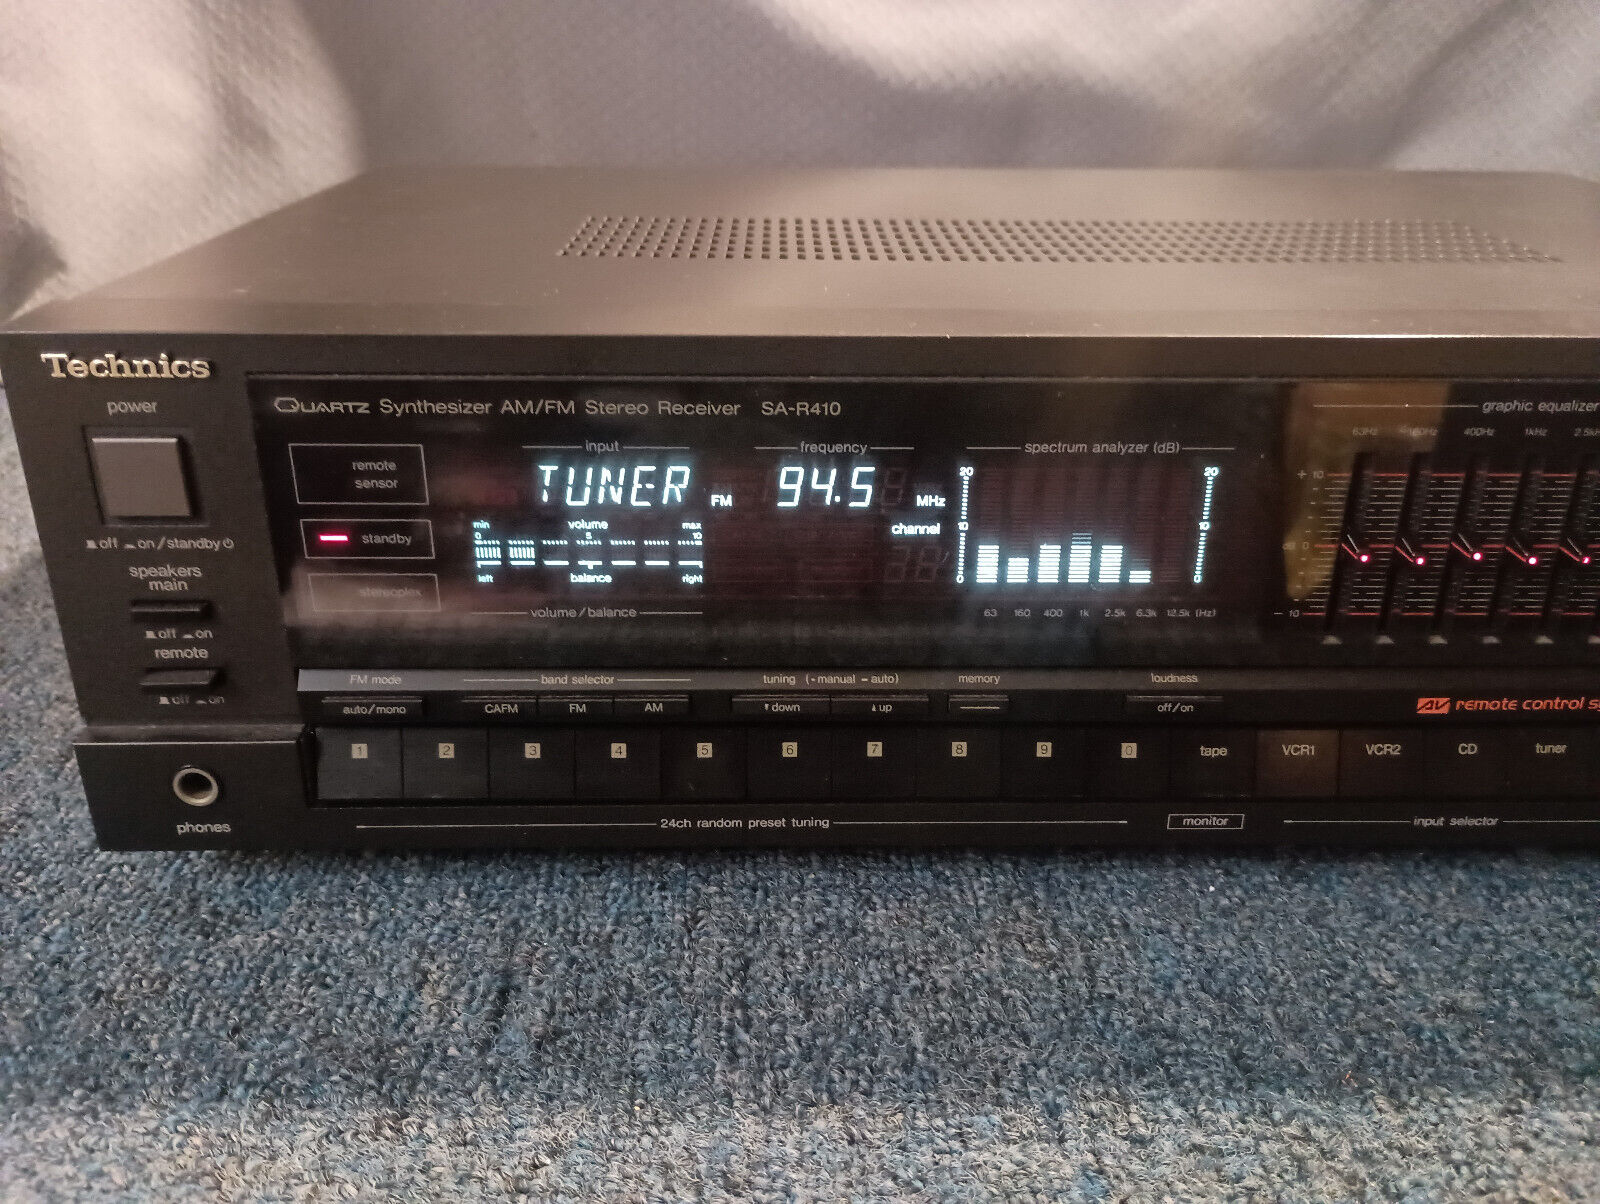 Technics
power
off on/standby
speakers
main
off on
remote
off on
phones
QUARTZ Synthesizer AM/FM Stereo Receiver SA-R410
remote
sensor
standby
stereoplex
input
TUNER
FM
min volume max
0 5 10
left balance right
volume/balance
frequency
94.5
MHz
channel
spectrum analyzer (dB)
20 20
10 10
0 0
63 160 400 1k 2.5k 6.3k 12.5k (Hz)
graphic equalizer
63Hz 160Hz 400Hz 1kHz
+ 10
dB 0
- 10
FM mode band selector tuning (- manual = auto) memory loudness
auto/mono CAFM FM AM down up off/on
AV remote control
1 2 3 4 5 6 7 8 9 0 tape VCR1 VCR2 CD tuner
24ch random preset tuning monitor input selector